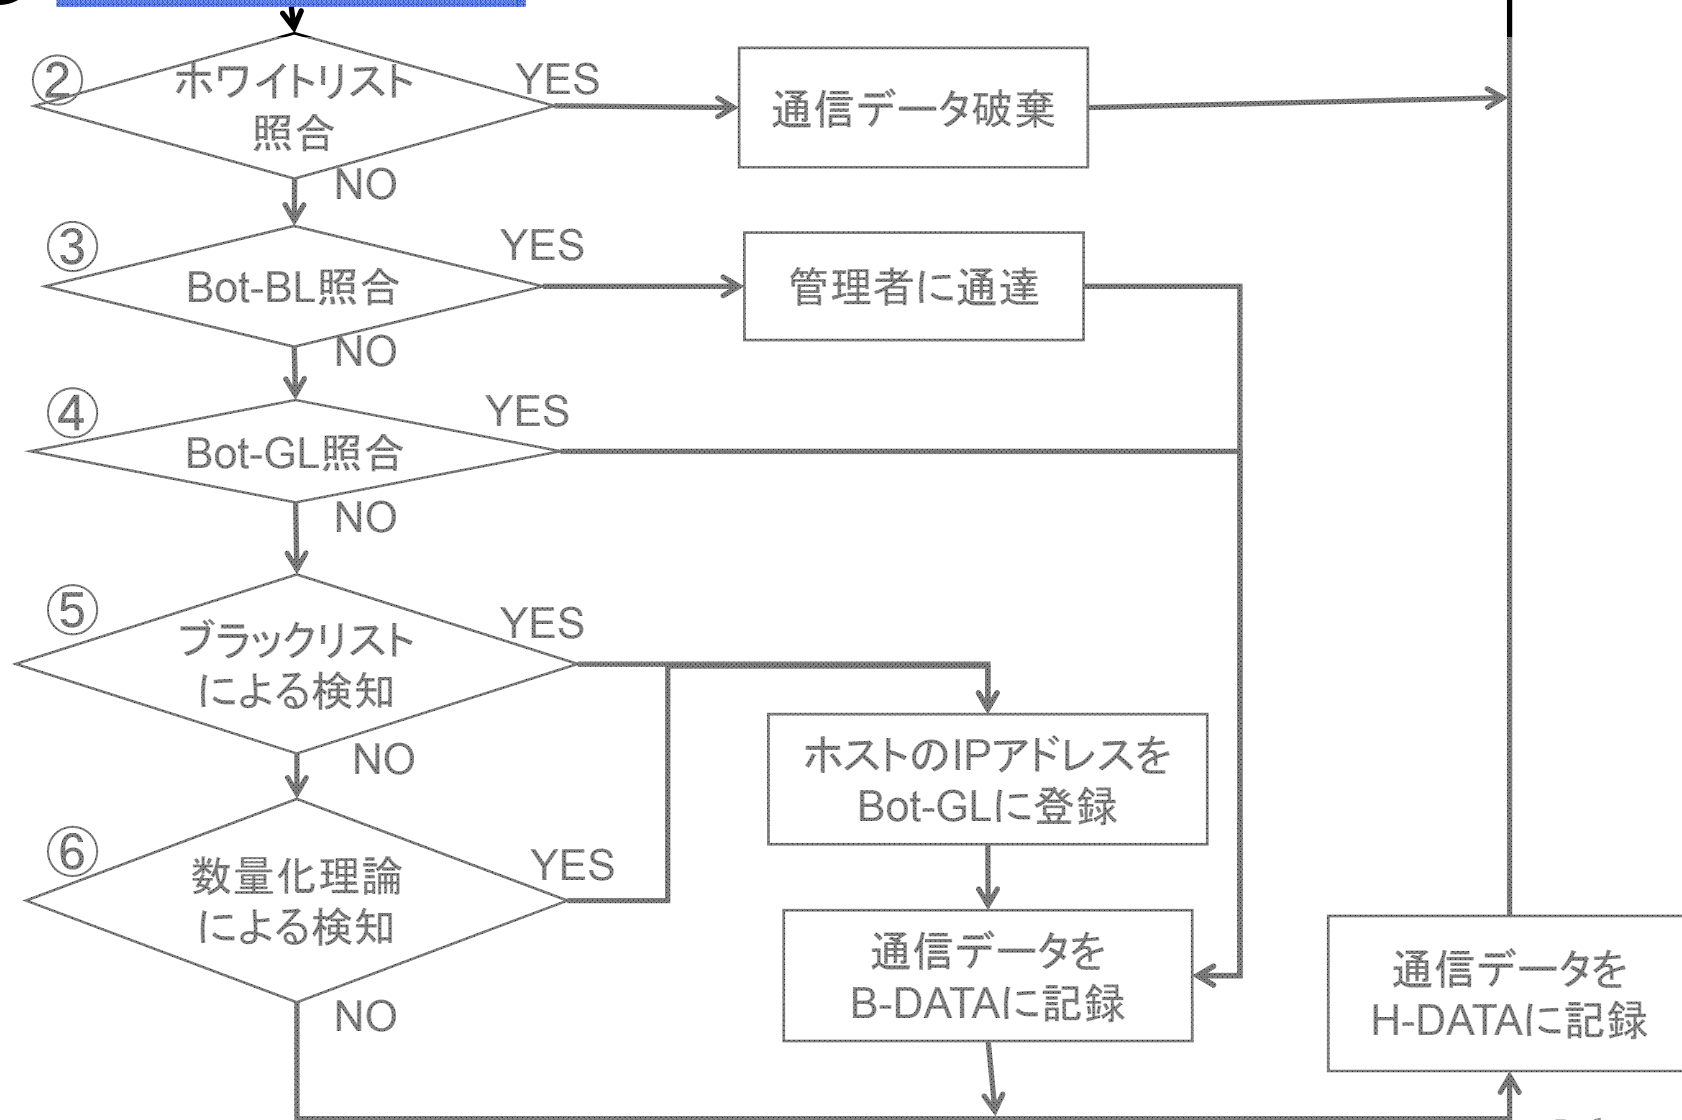 ②
ホワイトリスト
照合
YES
通信データ破棄
NO
③
Bot-BL照合
YES
管理者に通達
NO
④
Bot-GL照合
YES
NO
⑤
ブラックリスト
による検知
YES
NO
ホストのIPアドレスを
Bot-GLに登録
⑥
数量化理論
による検知
YES
NO
通信データを
B-DATAに記録
通信データを
H-DATAに記録